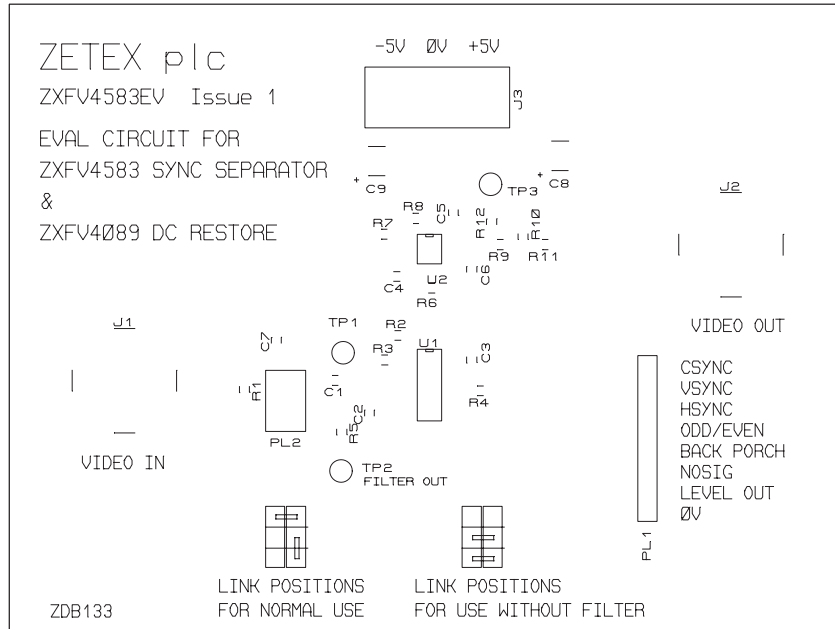 -5V 0V +5V
ZETEX plc
ZXFV4583EV Issue 1
J3
EVAL CIRCUIT FOR
ZXFV4583 SYNC SEPARATOR
&
ZXFV4089 DC RESTORE
+ C9
TP3
+ C8
J2
R8
C5
R12
R10
R7
R9
R11
U2
C6
C4
R6
VIDEO OUT
J1
TP1
R2
U1
C7
R3
C3
C1
R1
R4
C2
R5
PL2
VIDEO IN
TP2
FILTER OUT
CSYNC
VSYNC
HSYNC
ODD/EVEN
BACK PORCH
NOSIG
LEVEL OUT
0V
PL1
LINK POSITIONS
FOR NORMAL USE
LINK POSITIONS
FOR USE WITHOUT FILTER
ZDB133